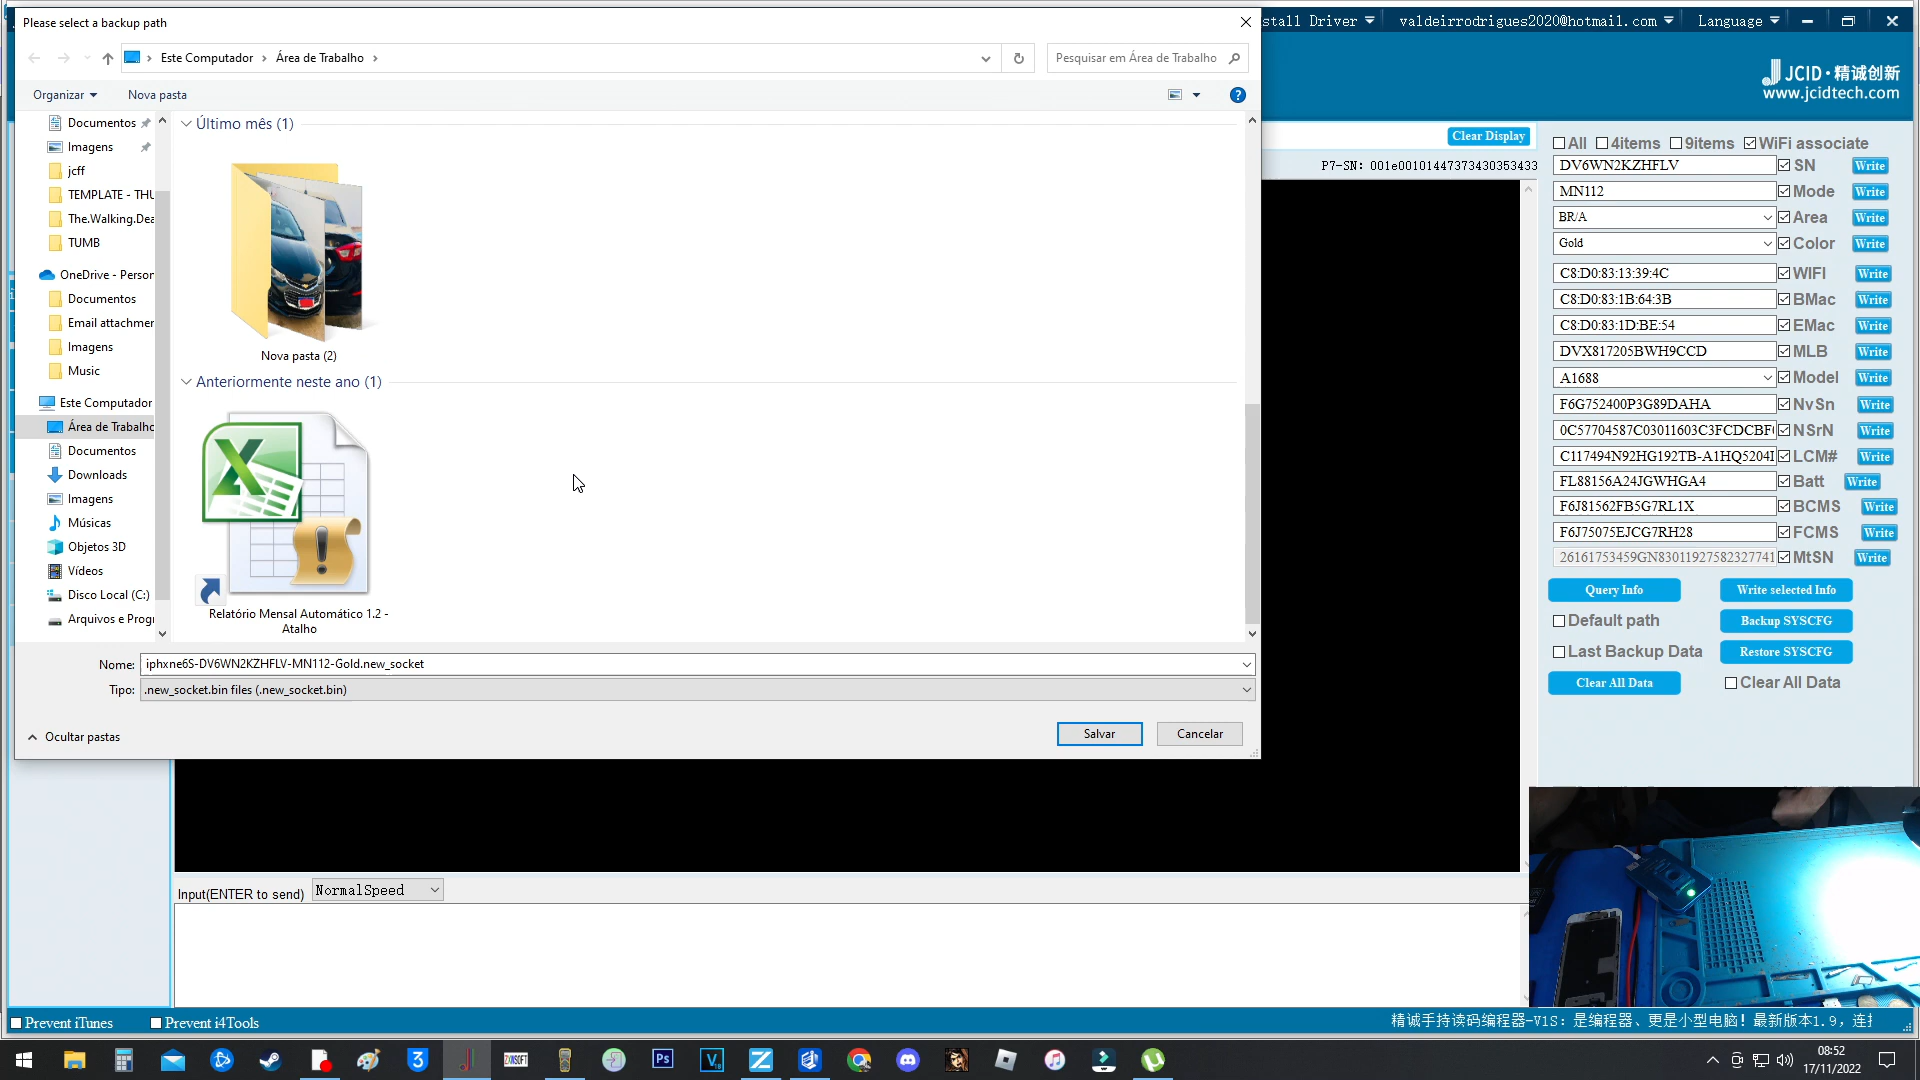 Please select a backup path
stall Driver
valdeirrodrigues2020@hotmail.com
Language
Este Computador
Área de Trabalho
Pesquisar em Área de Trabalho
Organizar
Nova pasta
JCID·精诚创新
www.jcidtech.com
Documentos
Imagens
jcff
TEMPLATE - THU
The.Walking.Dea
TUMB
OneDrive - Person
Documentos
Email attachmer
Imagens
Music
Este Computador
Área de Trabalho
Documentos
Downloads
Imagens
Músicas
Objetos 3D
Vídeos
Disco Local (C:)
Arquivos e Progr
Último mês (1)
Nova pasta (2)
Anteriormente neste ano (1)
Relatório Mensal Automático 1.2 -
Atalho
Nome: iphxne6S-DV6WN2KZHFLV-MN112-Gold.new_socket
Tipo: .new_socket.bin files (.new_socket.bin)
Ocultar pastas
Salvar
Cancelar
Clear Display
P7-SN: 001e00101447373430353433
All 4items 9items WiFi associate
DV6WN2KZHFLV SN Write
MN112 Mode Write
BR/A Area Write
Gold Color Write
C8:D0:83:13:39:4C WIFI Write
C8:D0:83:1B:64:3B BMac Write
C8:D0:83:1D:BE:54 EMac Write
DVX817205BWH9CCD MLB Write
A1688 Model Write
F6G752400P3G89DAHA NvSn Write
0C57704587C03011603C3FCDCBF NSrN Write
C117494N92HG192TB-A1HQ5204I LCM# Write
FL88156A24JGWHGA4 Batt Write
F6J81562FB5G7RL1X BCMS Write
F6J75075EJCG7RH28 FCMS Write
26161753459GN83011927582327741 MtSN Write
Query Info
Write selected Info
Default path
Backup SYSCFG
Last Backup Data
Restore SYSCFG
Clear All Data
Clear All Data
Input(ENTER to send)
NormalSpeed
Prevent iTunes
Prevent i4Tools
精诚手持读码编程器-V1S: 是编程器、更是小型电脑! 最新版本1.9, 连接
3
ZXWSOFT
Ps
V
18
Z
08:52
17/11/2022